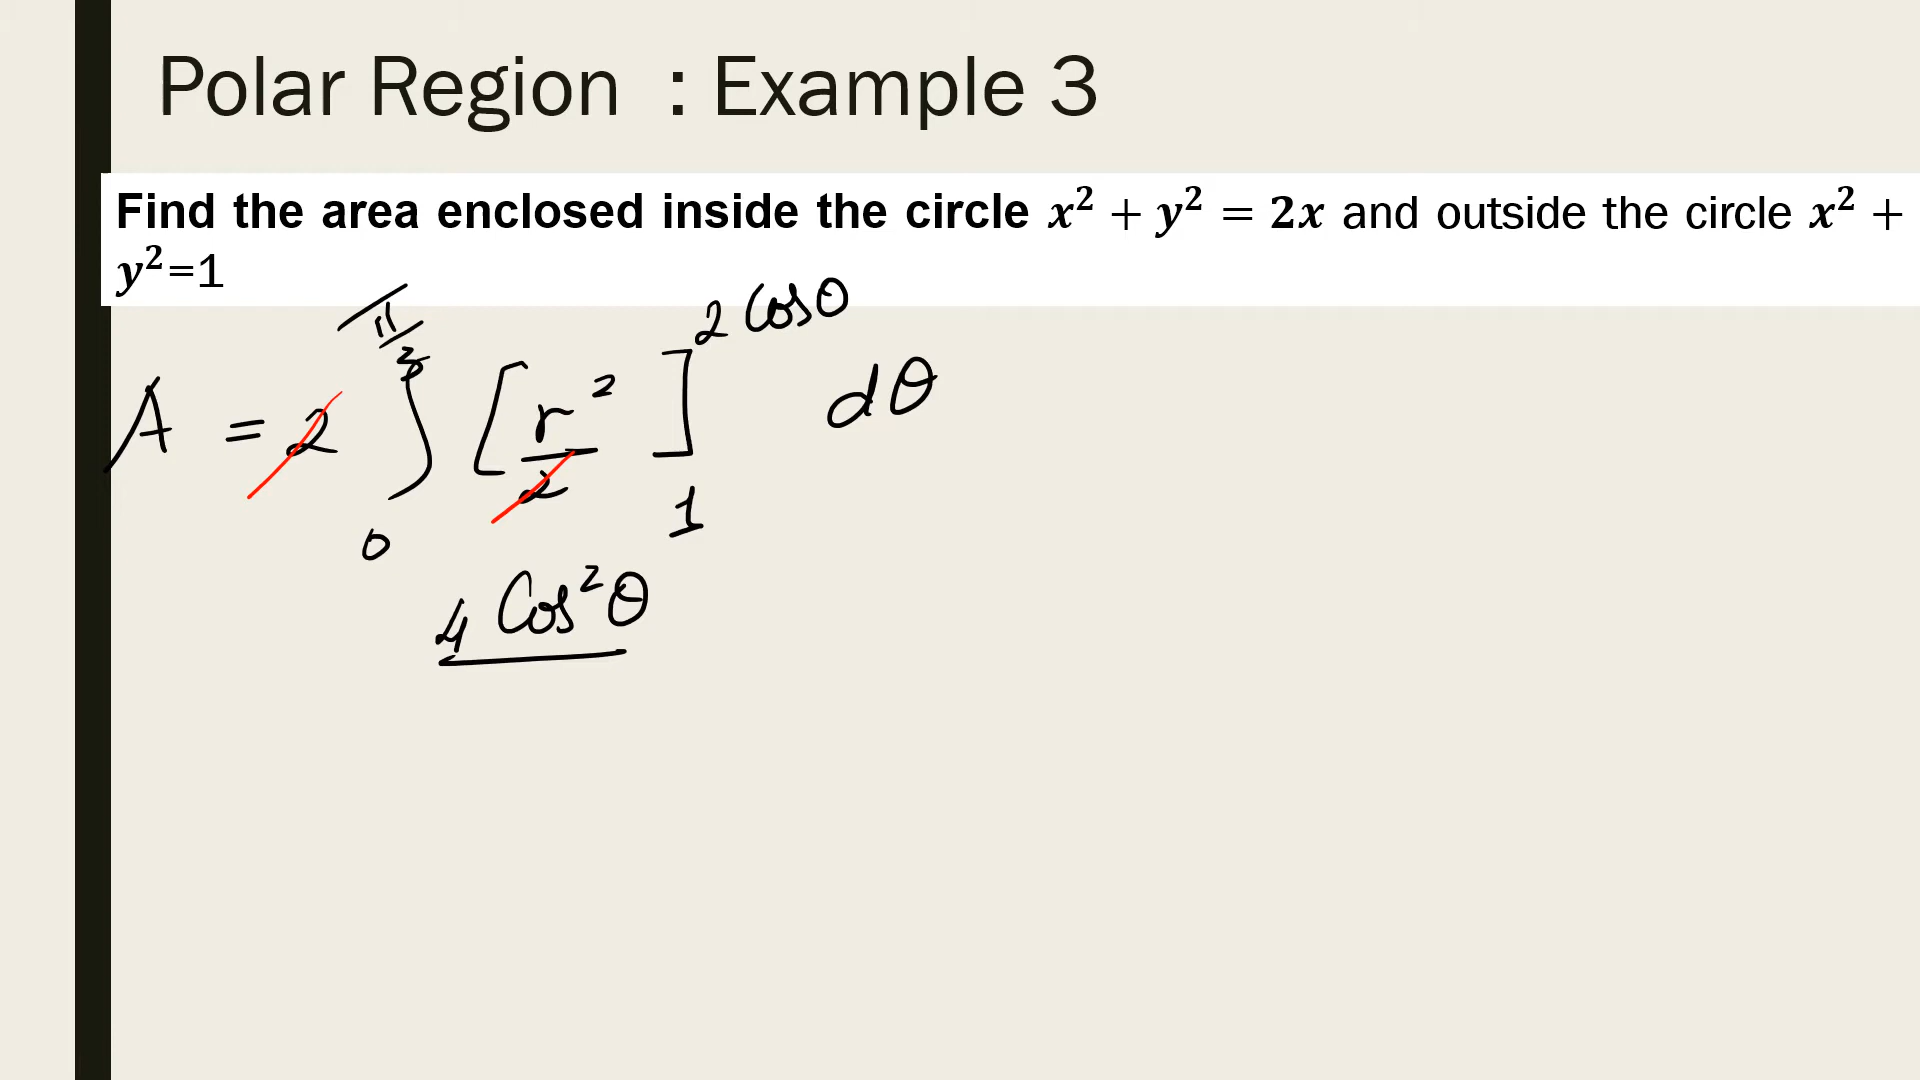 Polar Region : Example 3
Find the area enclosed inside the circle x² + y² = 2x and outside the circle x² +
y²=1
A = 2 ∫₀^(π/3) [r²/2]₁^(2 Cosθ) dθ
4 Cos²θ